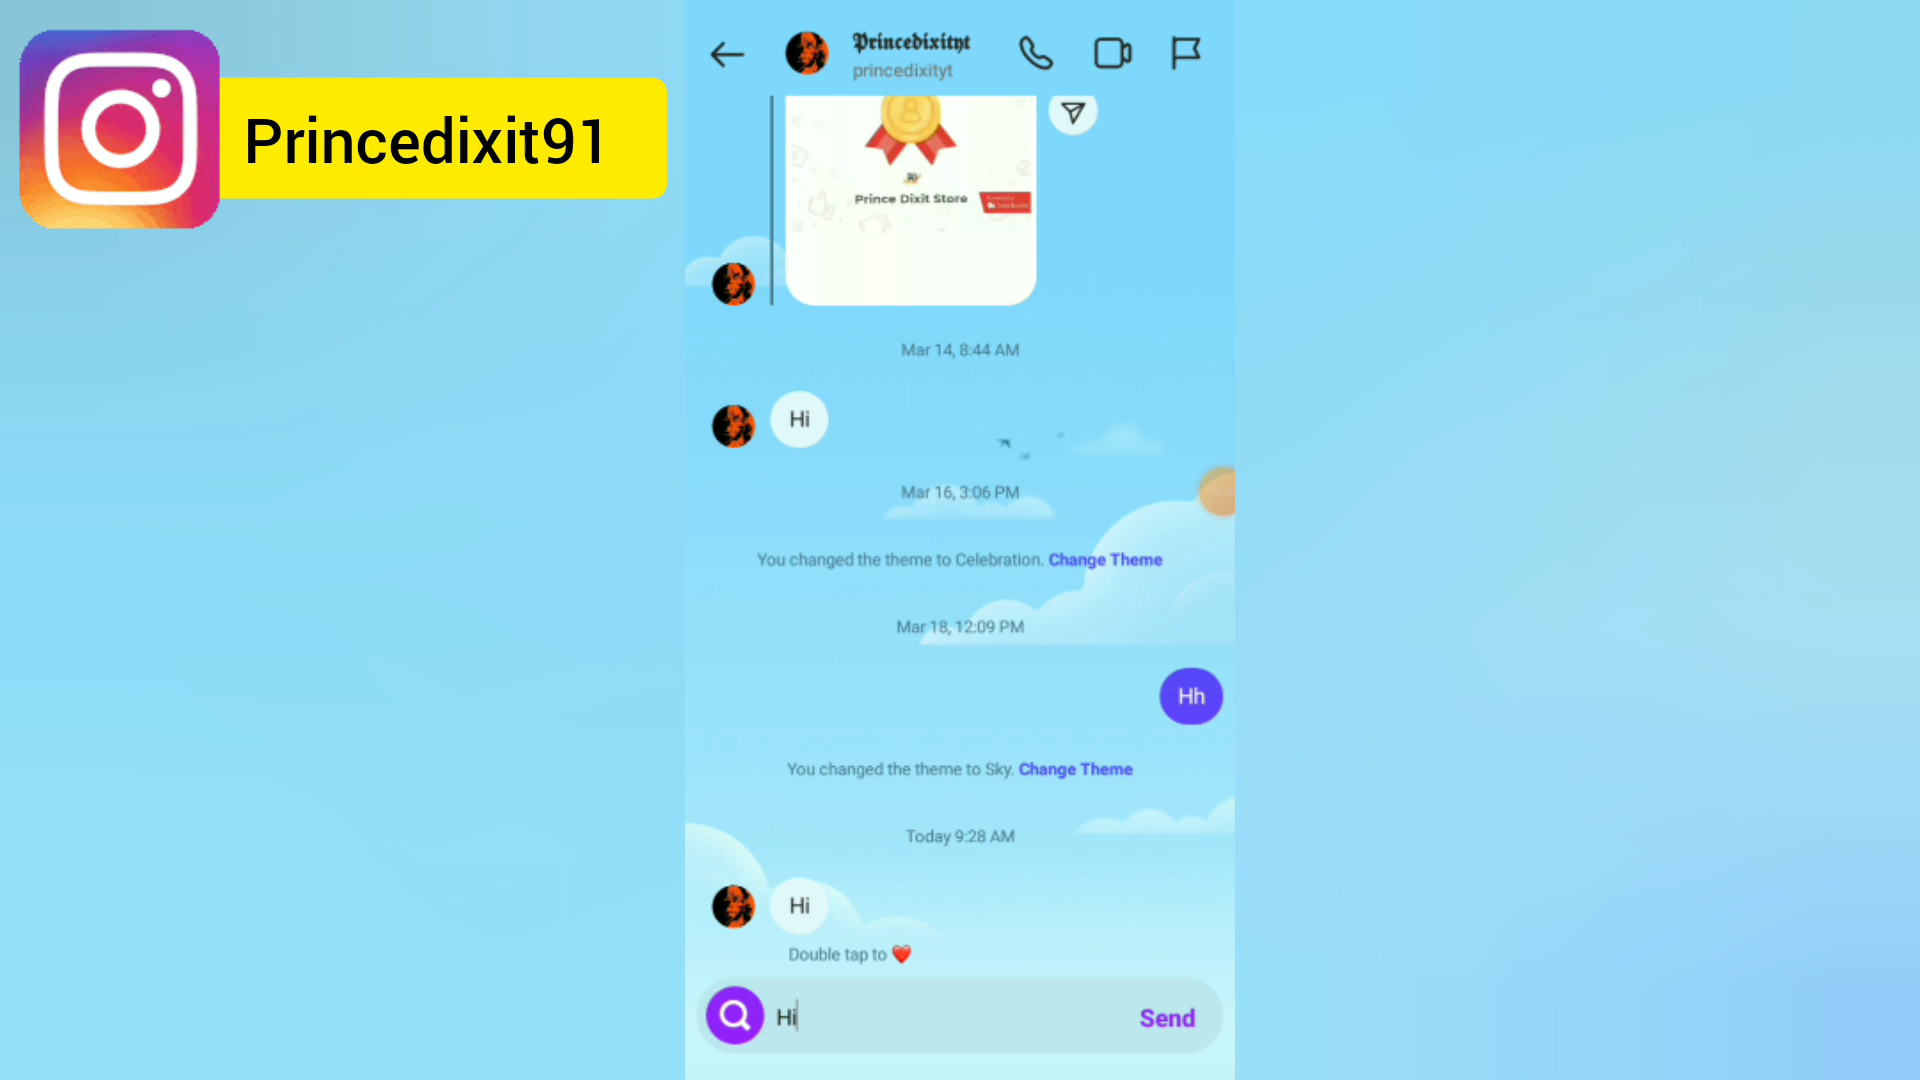 Princedixit91
Princedixityt
princedixityt
Prince Dixit Store
Mar 14, 8:44 AM
Hi
Mar 16, 3:06 PM
You changed the theme to Celebration. Change Theme
Mar 18, 12:09 PM
Hh
You changed the theme to Sky. Change Theme
Today 9:28 AM
Hi
Double tap to ❤️
Hi
Send